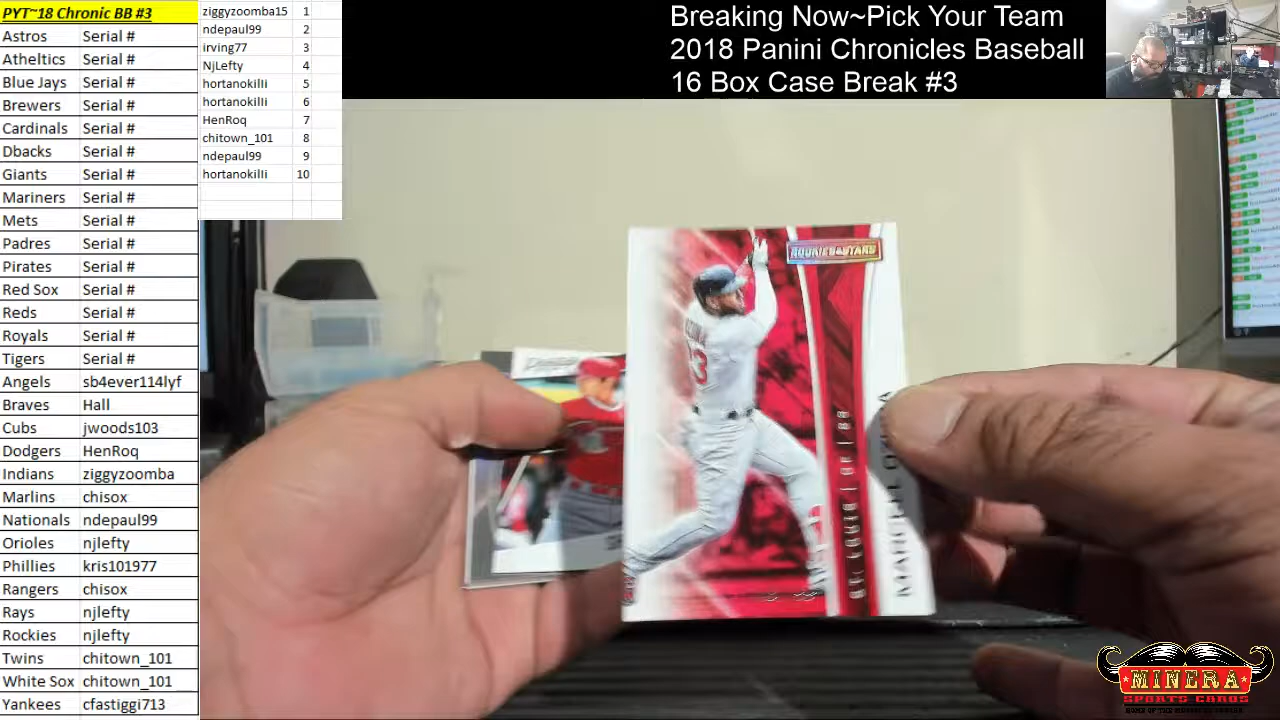 PYT~18 Chronic BB #3
Astros Serial #
Atheltics Serial #
Blue Jays Serial #
Brewers Serial #
Cardinals Serial #
Dbacks Serial #
Giants Serial #
Mariners Serial #
Mets Serial #
Padres Serial #
Pirates Serial #
Red Sox Serial #
Reds Serial #
Royals Serial #
Tigers Serial #
Angels sb4ever114lyf
Braves Hall
Cubs jwoods103
Dodgers HenRoq
Indians ziggyzoomba
Marlins chisox
Nationals ndepaul99
Orioles njlefty
Phillies kris101977
Rangers chisox
Rays njlefty
Rockies njlefty
Twins chitown_101
White Sox chitown_101
Yankees cfastiggi713
ziggyzoomba15 1
ndepaul99 2
irving77 3
NjLefty 4
hortanokilli 5
hortanokilli 6
HenRoq 7
chitown_101 8
ndepaul99 9
hortanokilli 10
Breaking Now~Pick Your Team
2018 Panini Chronicles Baseball
16 Box Case Break #3
ROOKIES & STARS
ST. LOUIS CARDINALS
MINERA
SPORTS CARDS